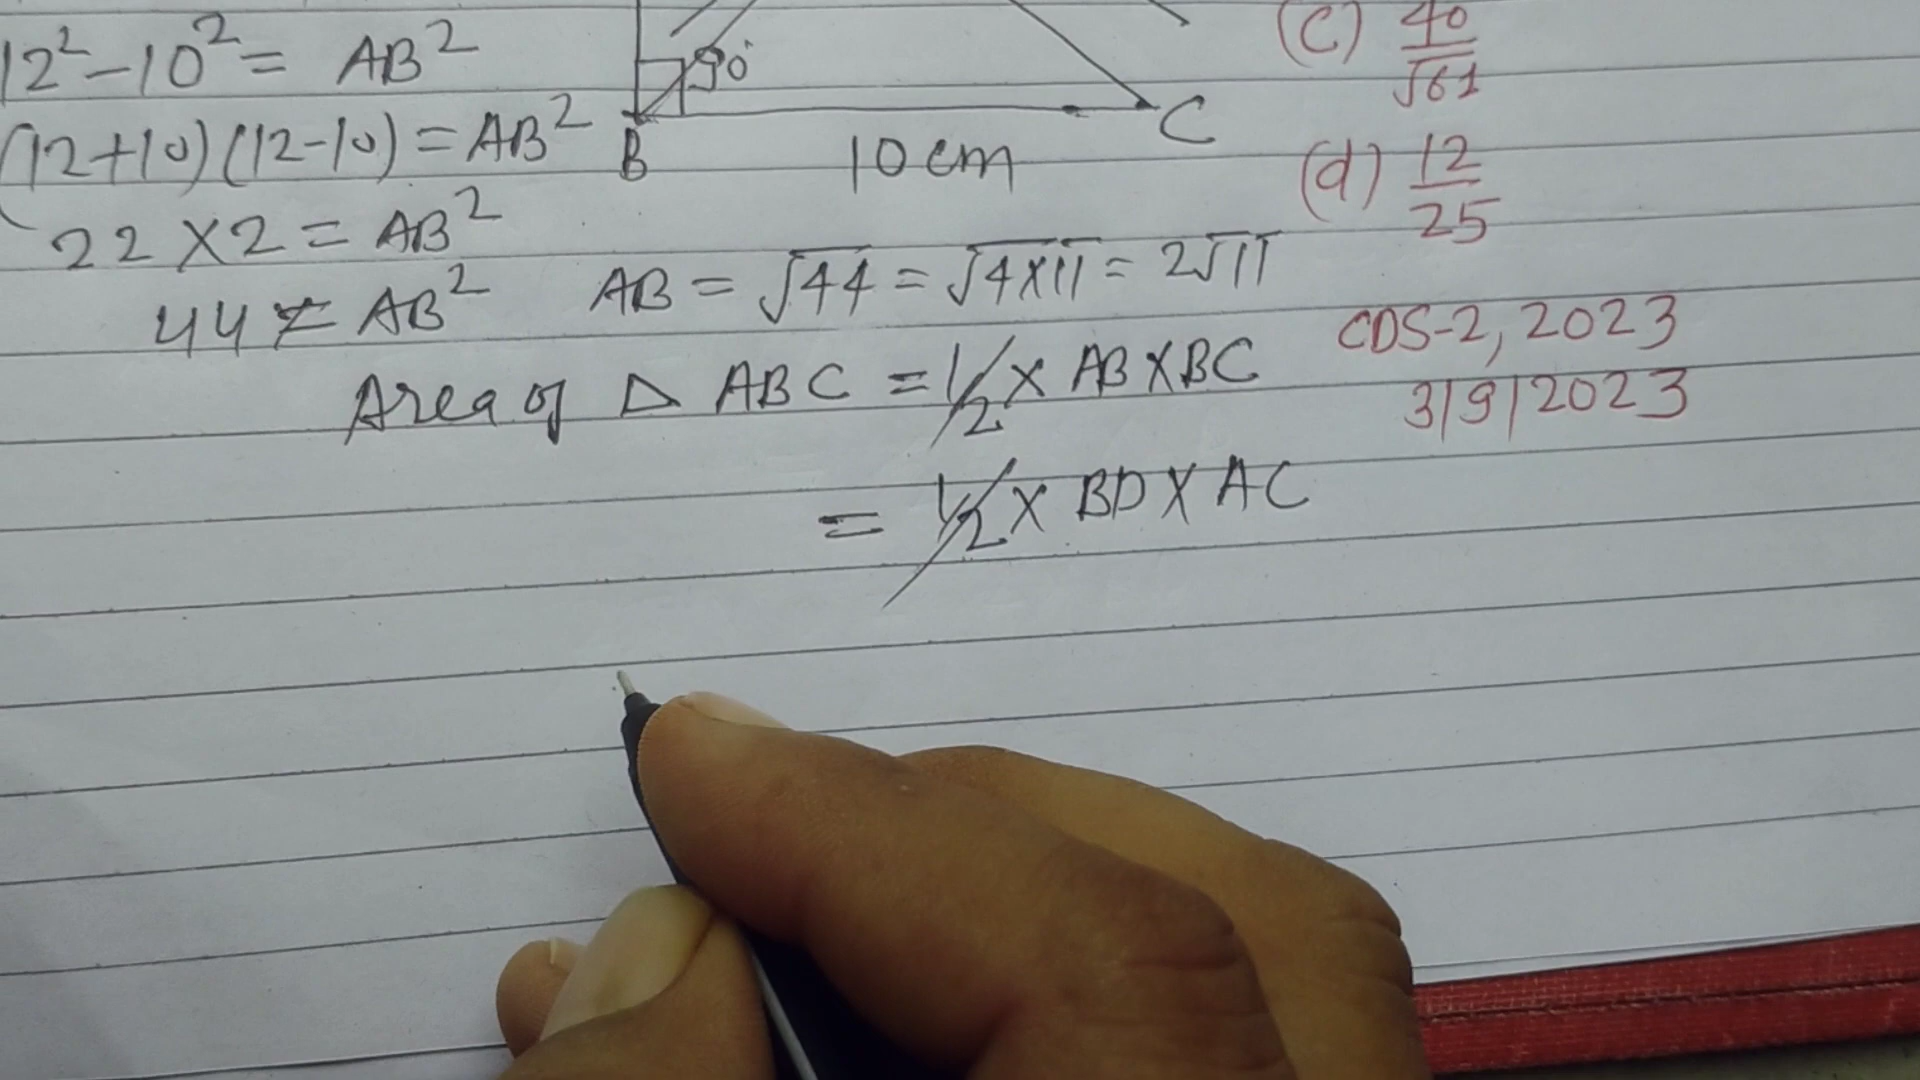 12² - 10² = AB²
(12+10)(12-10) = AB²
22 × 2 = AB²
44 ≠ AB²
90°
B
C
10 cm
AB = √44 = √4×11 = 2√11
Area of △ ABC = 1/2 × AB × BC
= 1/2 × BD × AC
(c) 40/√61
(d) 12/25
CDS-2, 2023
3|9|2023